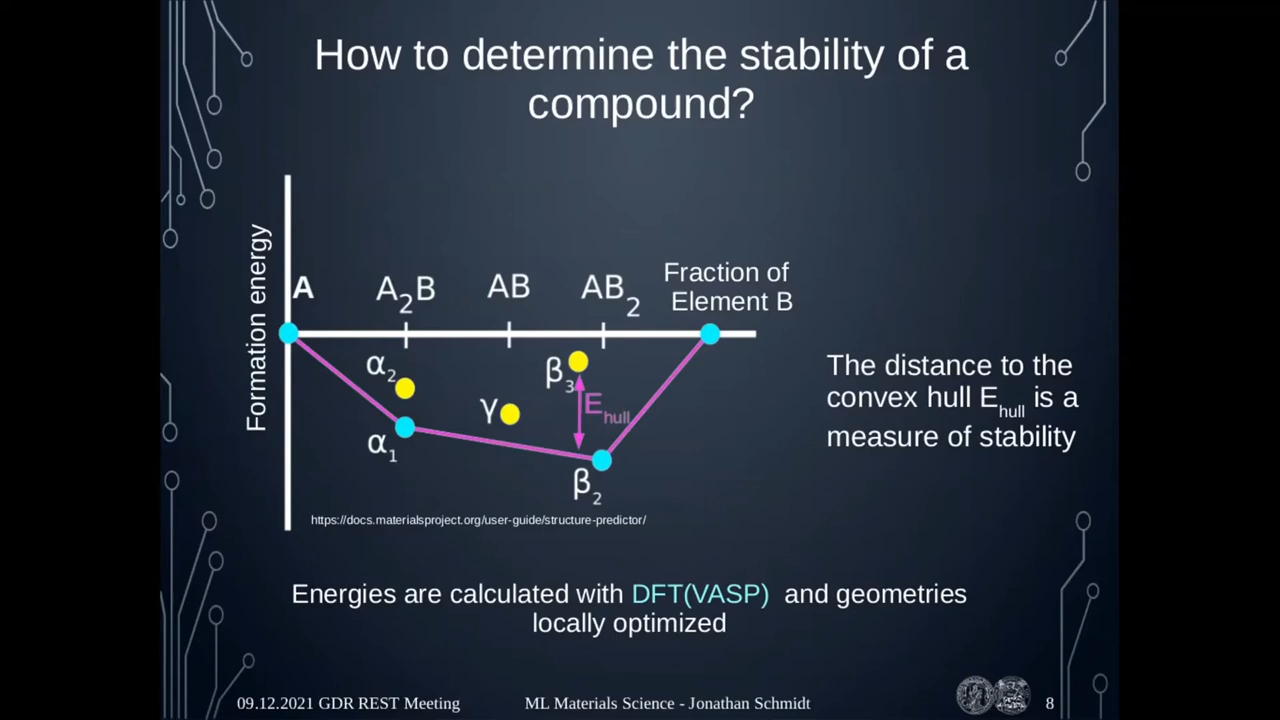 How to determine the stability of a
compound?
Formation energy
A
A₂B
AB
AB₂
Fraction of
Element B
α₂
α₁
γ
β₃
E_hull
β₂
The distance to the
convex hull E_hull is a
measure of stability
https://docs.materialsproject.org/user-guide/structure-predictor/
Energies are calculated with DFT(VASP) and geometries
locally optimized
09.12.2021 GDR REST Meeting
ML Materials Science - Jonathan Schmidt
8